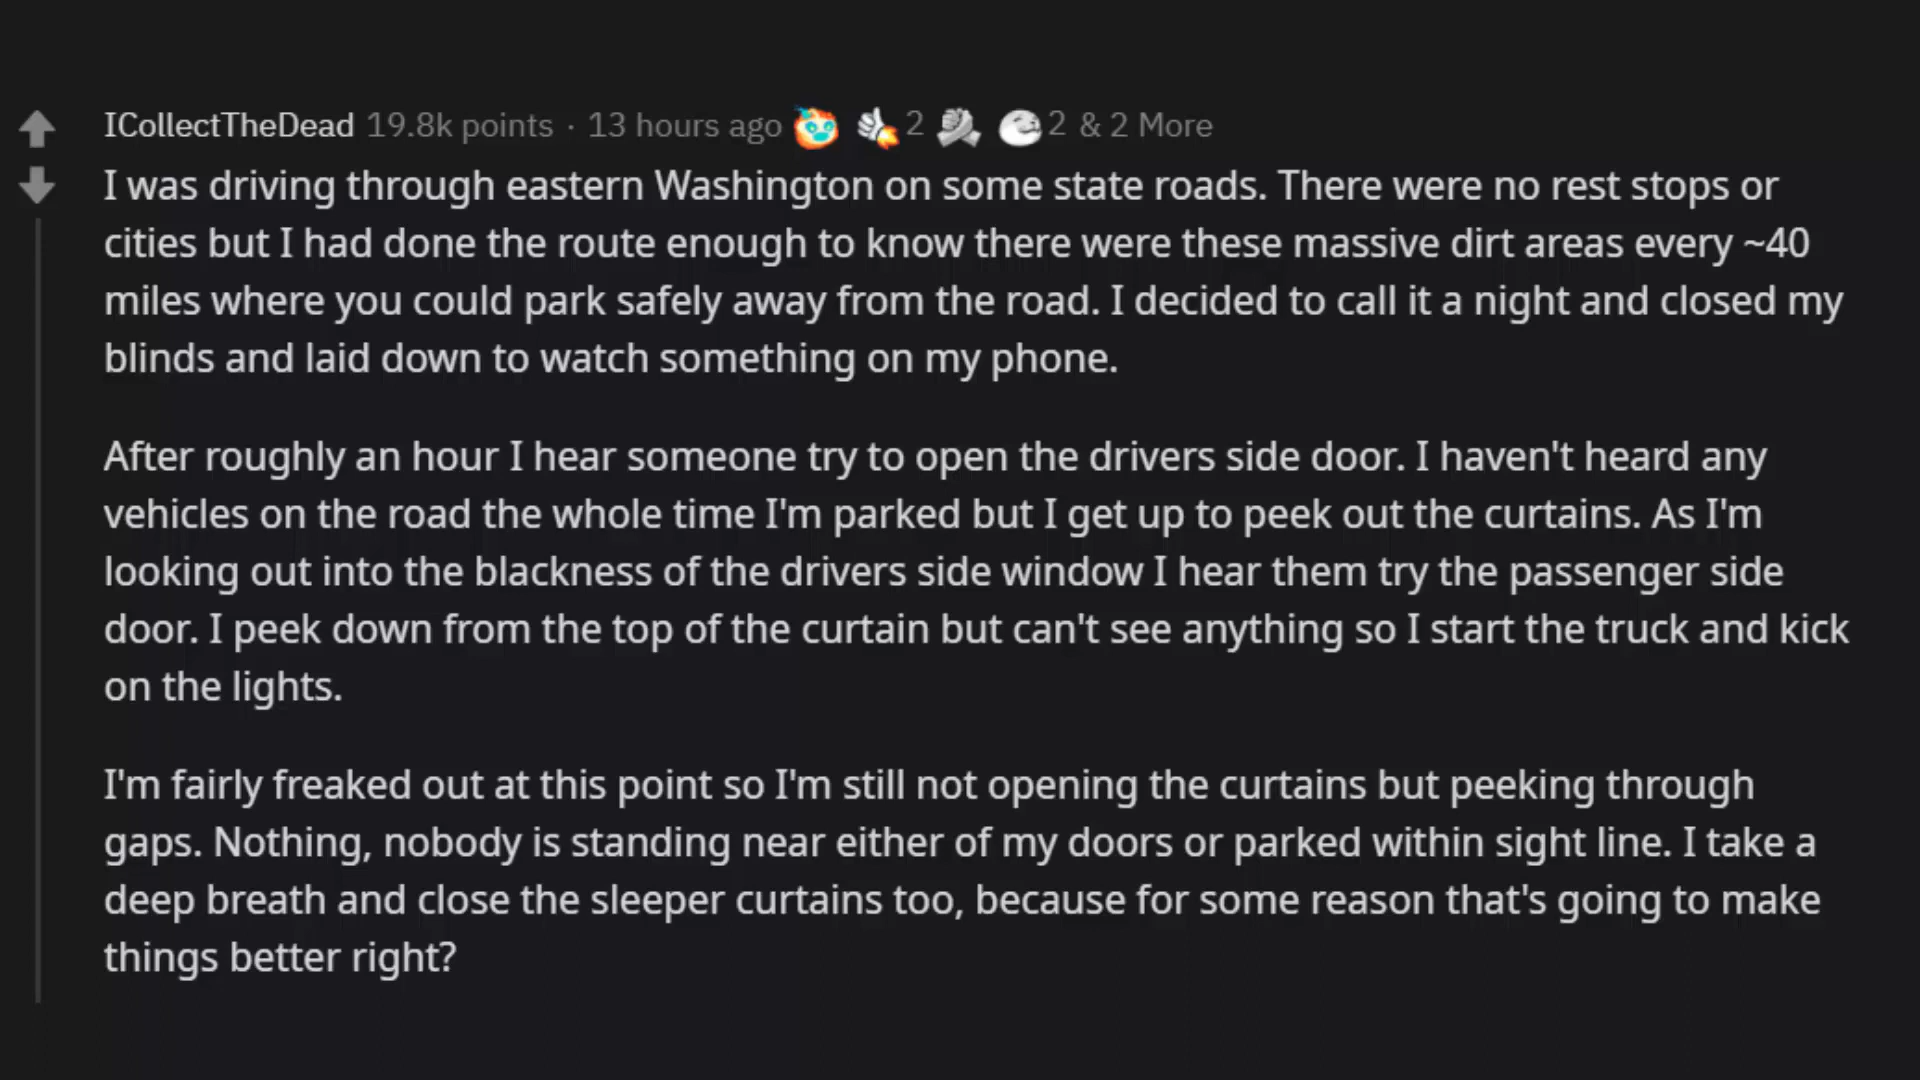 ICollectTheDead 19.8k points · 13 hours ago 2 2 & 2 More
I was driving through eastern Washington on some state roads. There were no rest stops or
cities but I had done the route enough to know there were these massive dirt areas every ~40
miles where you could park safely away from the road. I decided to call it a night and closed my
blinds and laid down to watch something on my phone.
After roughly an hour I hear someone try to open the drivers side door. I haven't heard any
vehicles on the road the whole time I'm parked but I get up to peek out the curtains. As I'm
looking out into the blackness of the drivers side window I hear them try the passenger side
door. I peek down from the top of the curtain but can't see anything so I start the truck and kick
on the lights.
I'm fairly freaked out at this point so I'm still not opening the curtains but peeking through
gaps. Nothing, nobody is standing near either of my doors or parked within sight line. I take a
deep breath and close the sleeper curtains too, because for some reason that's going to make
things better right?